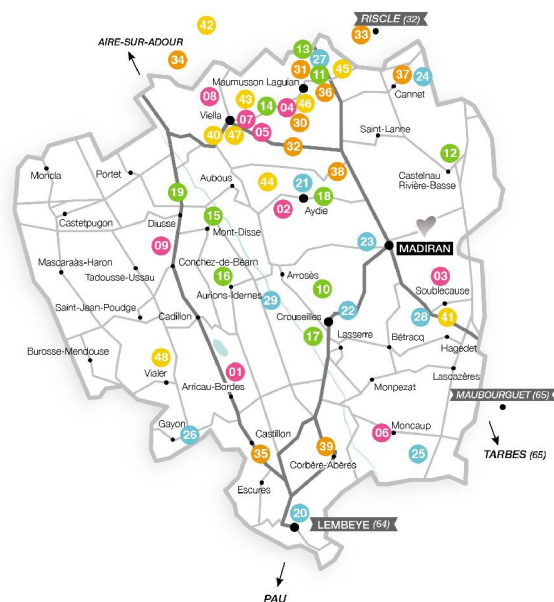 42
RISCLE (32)
33
AIRE-SUR-ADOUR
34
13
27
45
31
11
37
24
Maumusson Laguian
36
Cannet
08
43
14
04
46
Viella
07
30
05
Saint-Lanne
40
47
32
12
Castelnau
Rivière-Basse
Moncla
Portet
Aubous
44
21
38
19
18
Aydie
02
Castetpugon
Diusse
15
Mont-Disse
09
23
MADIRAN
Mascaraàs-Haron
Conchez-de-Béarn
Tadousse-Ussau
Arrosès
03
16
10
Soublecause
Aurions-Idernes
29
Saint-Jean-Poudge
Cadillon
Crouseilles
22
28
41
17
Lasserre
Bétracq
Hagedet
Burosse-Mendousse
48
Vialer
01
Lascazères
Monpezat
Arricau-Bordes
MAUBOURGUET (65)
Gayon
26
Castillon
39
06
Moncaup
35
Corbère-Abères
25
TARBES (65)
Escures
20
LEMBEYE (64)
PAU